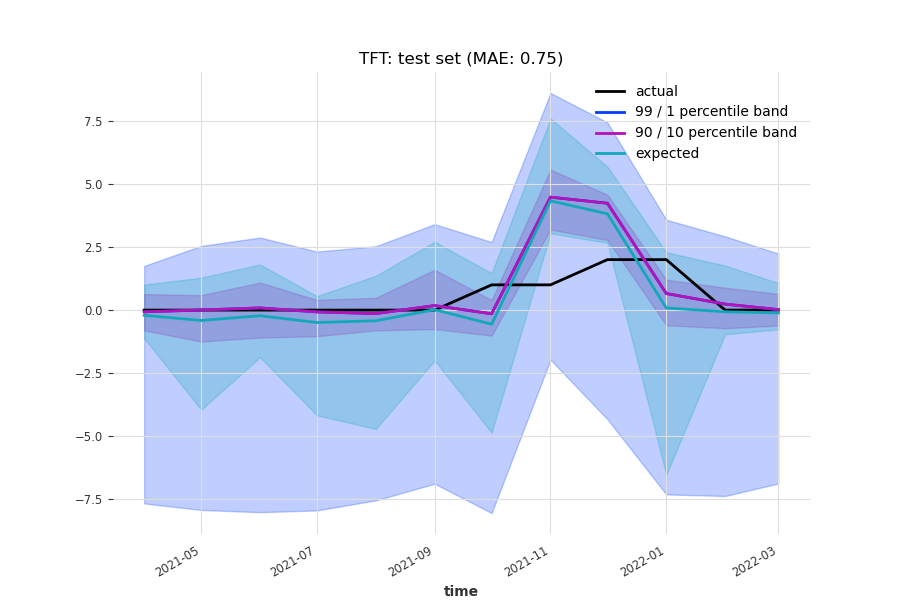 TFT: test set (MAE: 0.75)
actual
99 / 1 percentile band
90 / 10 percentile band
expected
7.5
5.0
2.5
0.0
−2.5
−5.0
−7.5
2021-05
2021-07
2021-09
2021-11
2022-01
2022-03
time